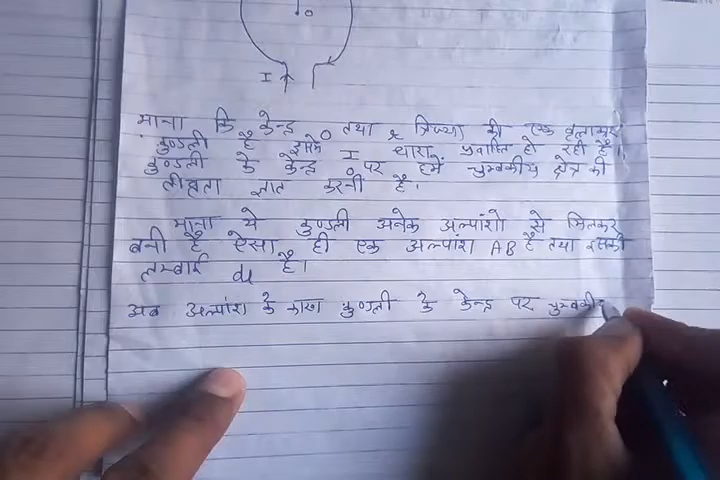 o
I
माना कि केन्द्र O तथा r त्रिज्या की एक वृत्ताकार
कुण्डली है इसमे I धारा प्रवाहित हो रही है।
कुण्डली के केन्द्र O पर हमें चुम्बकीय क्षेत्र की
तीव्रता ज्ञात करनी है।
माना ये कुण्डली अनेक अल्पांशो से मिलकर
बनी है ऐसा ही एक अल्पांश AB है तथा इसकी
लम्बाई dl है।
अब अल्पांश के कारण कुण्डली के केन्द्र पर चुम्बकीय